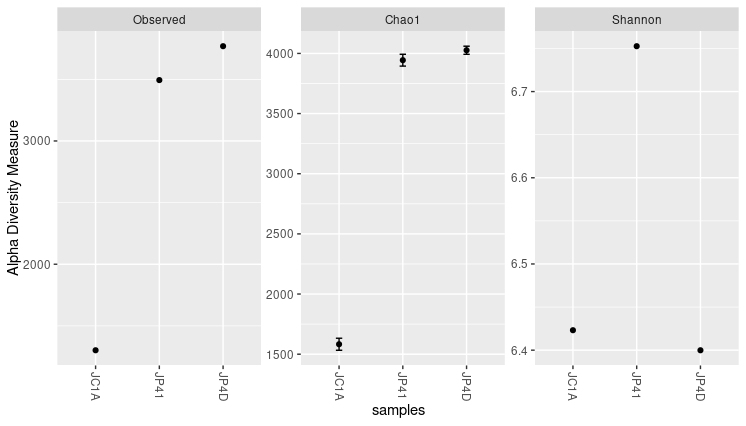 Observed
Chao1
Shannon
Alpha Diversity Measure
3000
2000
4000
3500
3000
2500
2000
1500
6.7
6.6
6.5
6.4
JC1A
JP41
JP4D
JC1A
JP41
JP4D
JC1A
JP41
JP4D
samples